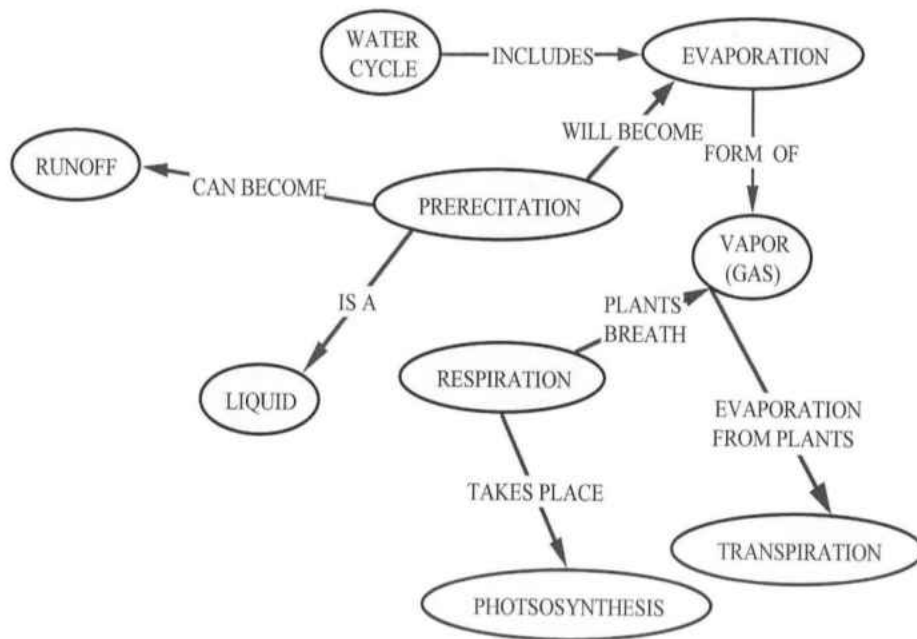 WATER
CYCLE
INCLUDES
EVAPORATION
WILL BECOME
FORM OF
RUNOFF
CAN BECOME
PRERECITATION
VAPOR
(GAS)
IS A
PLANTS
BREATH
LIQUID
RESPIRATION
EVAPORATION
FROM PLANTS
TAKES PLACE
TRANSPIRATION
PHOTSOSYNTHESIS